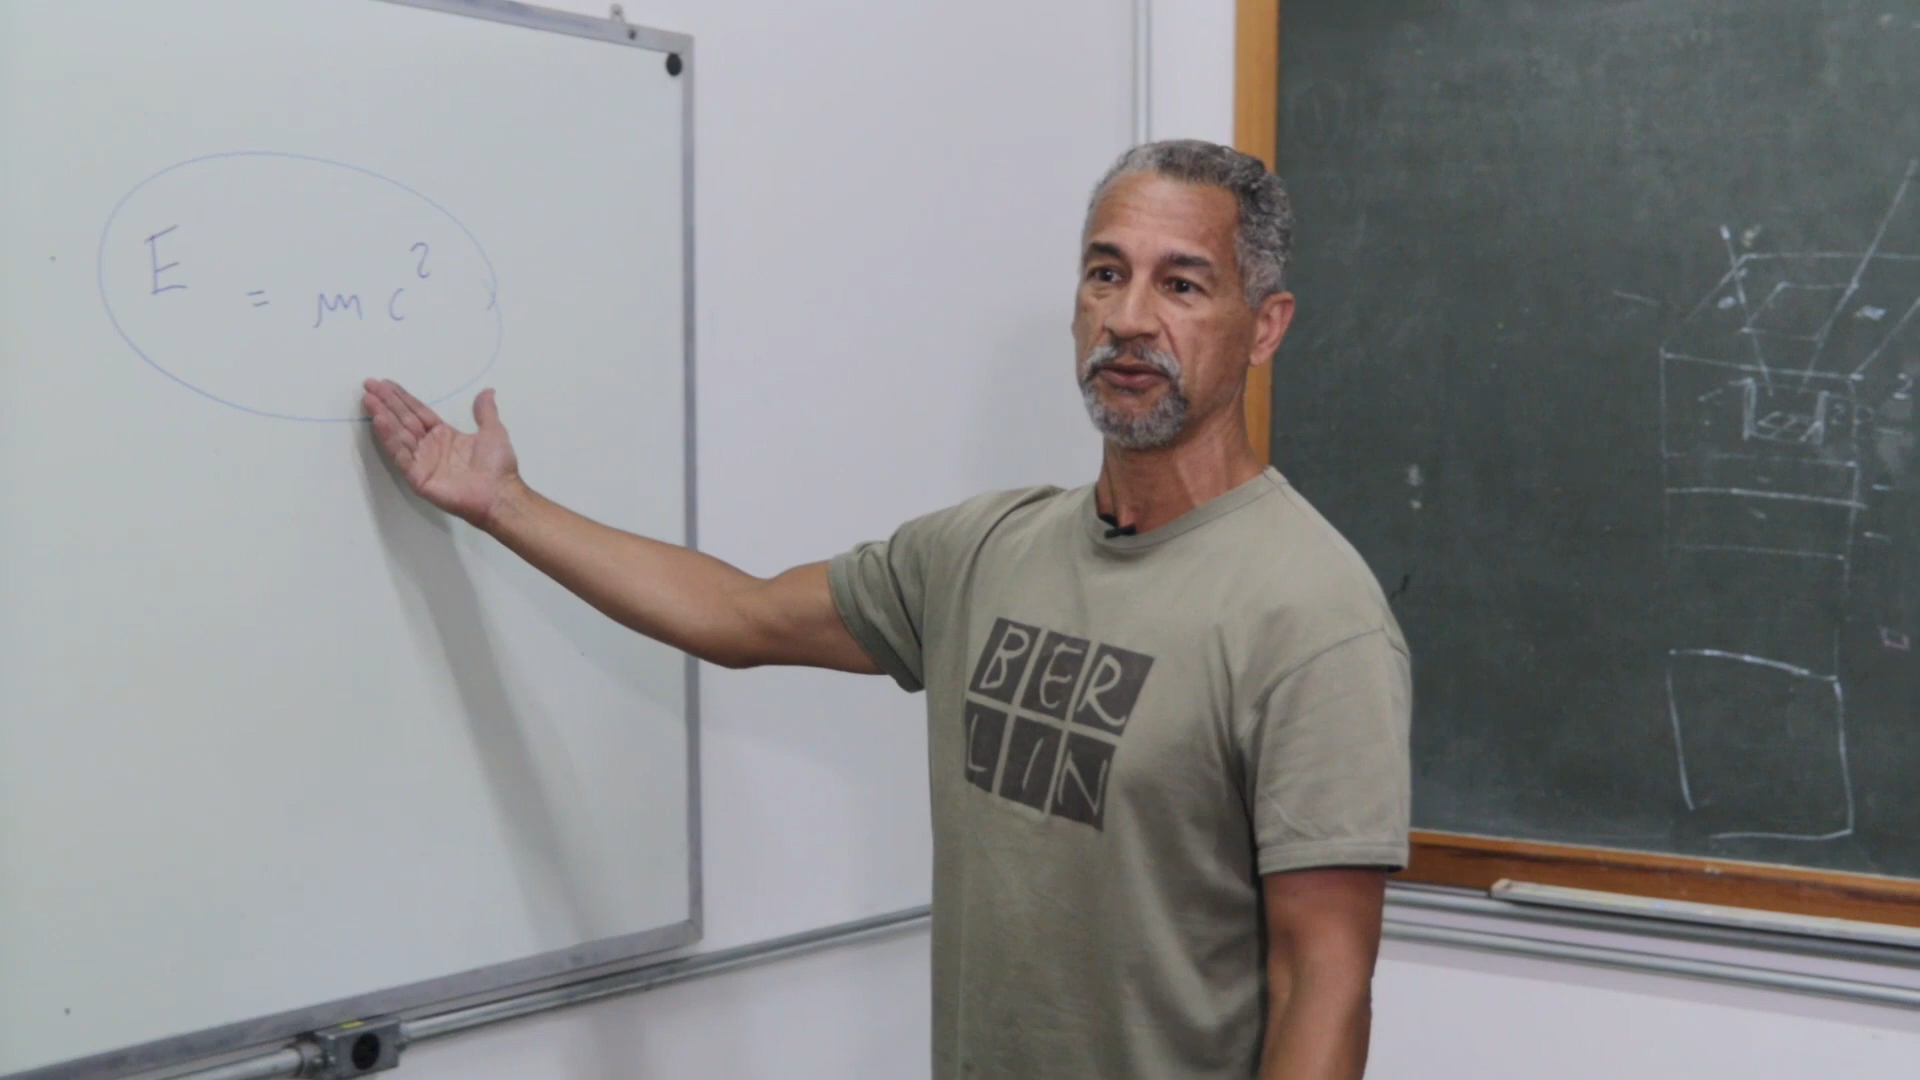 E = mc²
BER
LIN